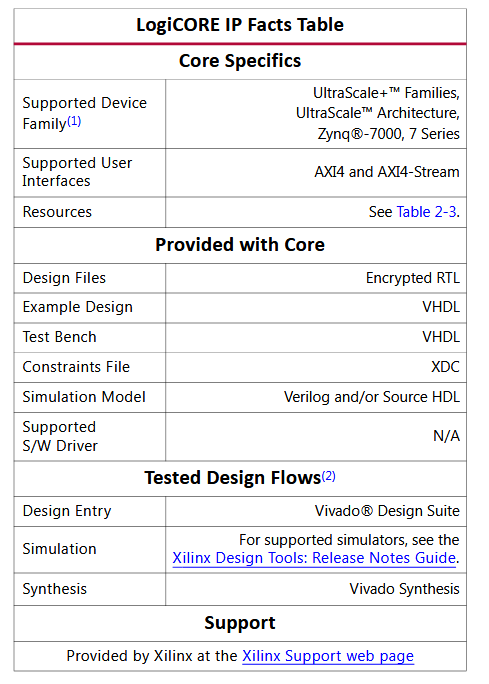 LogiCORE IP Facts Table
Core Specifics
Supported Device
Family(1)
UltraScale+™ Families,
UltraScale™ Architecture,
Zynq®-7000, 7 Series
Supported User
Interfaces
AXI4 and AXI4-Stream
Resources
See Table 2-3.
Provided with Core
Design Files
Encrypted RTL
Example Design
VHDL
Test Bench
VHDL
Constraints File
XDC
Simulation Model
Verilog and/or Source HDL
Supported
S/W Driver
N/A
Tested Design Flows(2)
Design Entry
Vivado® Design Suite
Simulation
For supported simulators, see the
Xilinx Design Tools: Release Notes Guide.
Synthesis
Vivado Synthesis
Support
Provided by Xilinx at the Xilinx Support web page